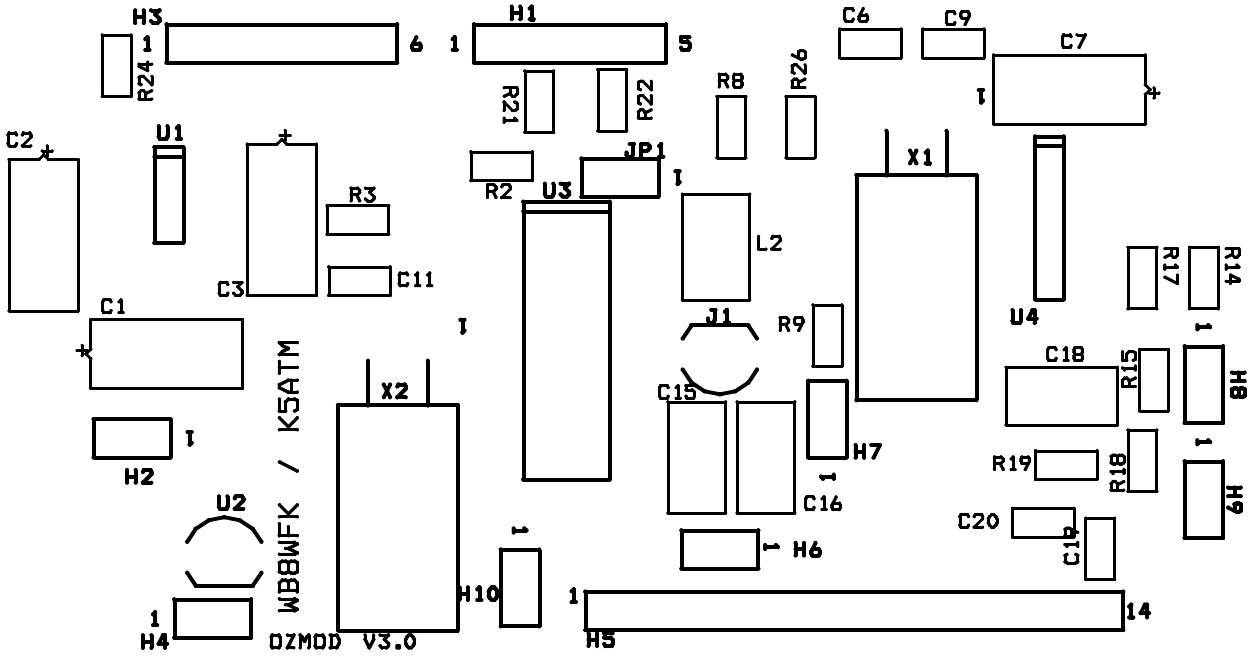 H3
1
6
H1
1
5
C6
C9
C7
1
+
R24
R21
R22
R8
R26
C2
+
U1
+
JP1
1
X1
R2
U3
R3
L2
C3
C11
R17
R14
C1
+
1
J1
R9
U4
1
X2
C15
C18
R15
H8
H2
1
H7
1
1
R19
R18
H9
U2
WB8WFK / K5ATM
C16
1
1
H6
C20
C19
1
H4
OZMOD V3.0
H10
1
14
H5